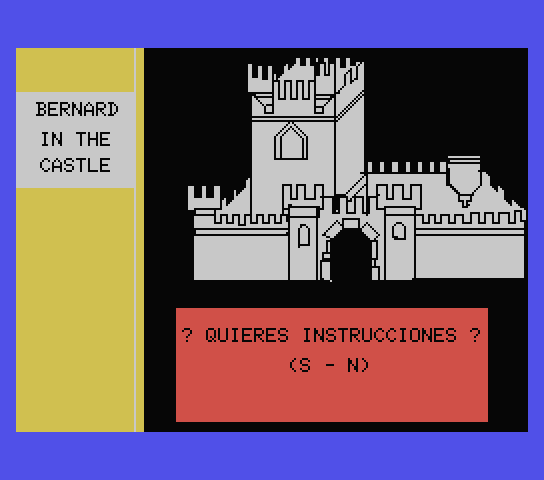 BERNARD
IN THE
CASTLE
? QUIERES INSTRUCCIONES ?
(S - N)